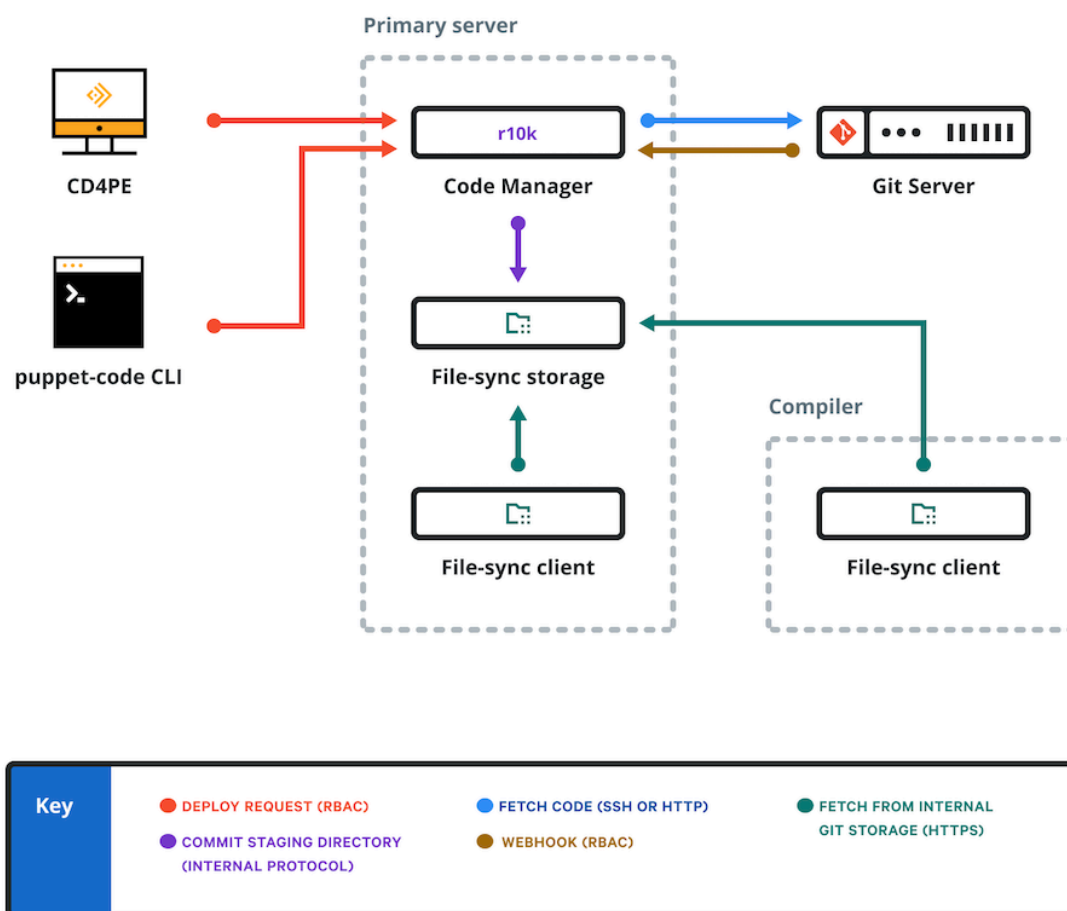 Primary server
CD4PE
r10k
Code Manager
Git Server
puppet-code CLI
File-sync storage
Compiler
File-sync client
File-sync client
Key
DEPLOY REQUEST (RBAC)
COMMIT STAGING DIRECTORY
(INTERNAL PROTOCOL)
FETCH CODE (SSH OR HTTP)
WEBHOOK (RBAC)
FETCH FROM INTERNAL
GIT STORAGE (HTTPS)